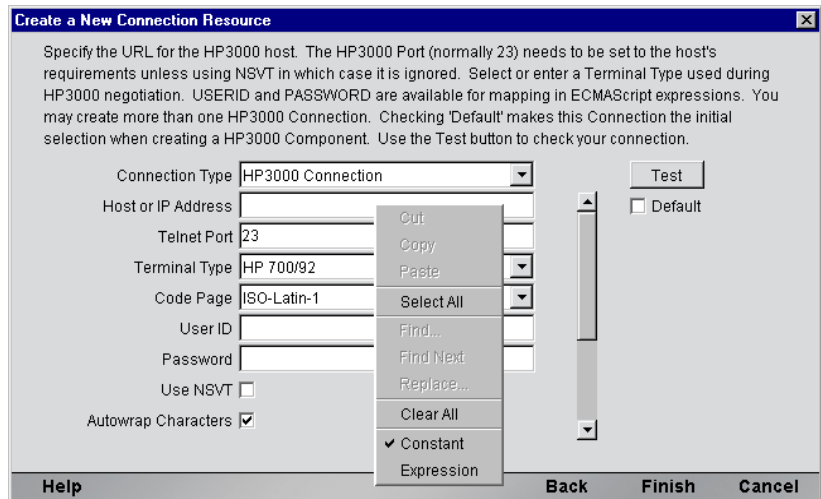 Create a New Connection Resource
Specify the URL for the HP3000 host. The HP3000 Port (normally 23) needs to be set to the host's
requirements unless using NSVT in which case it is ignored. Select or enter a Terminal Type used during
HP3000 negotiation. USERID and PASSWORD are available for mapping in ECMAScript expressions. You
may create more than one HP3000 Connection. Checking 'Default' makes this Connection the initial
selection when creating a HP3000 Component. Use the Test button to check your connection.
Connection Type HP3000 Connection Test
Host or IP Address Default
Cut
Telnet Port 23
Copy
Terminal Type HP 700/92
Paste
Code Page ISO-Latin-1
Select All
User ID
Find...
Password
Find Next
Use NSVT
Replace...
Autowrap Characters
Clear All
Constant
Expression
Help Back Finish Cancel